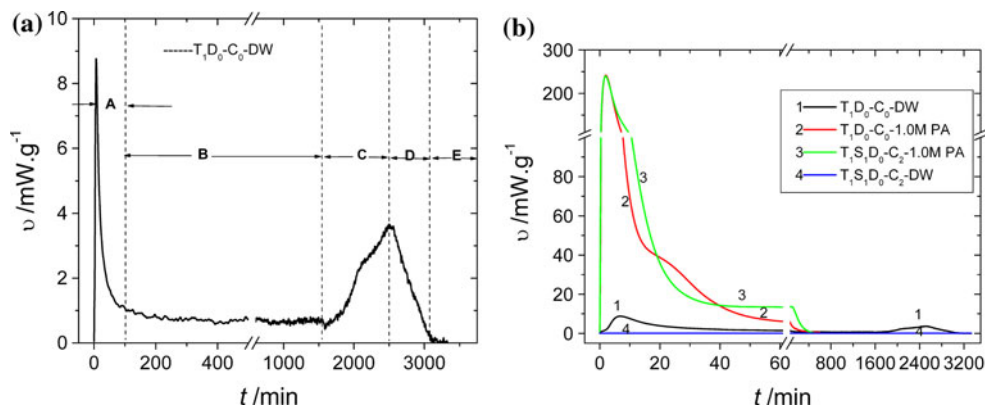 (a)
10
8
6
4
2
0
υ /mW.g⁻¹
-----T₁D₀-C₀-DW
A
B
C
D
E
0 200 400 1000 2000 3000
t /min
(b)
300
200
80
60
40
20
0
υ /mW.g⁻¹
1 T₁D₀-C₀-DW
2 T₁D₀-C₀-1.0M PA
3 T₁S₁D₀-C₂-1.0M PA
4 T₁S₁D₀-C₂-DW
3
2
3
2
1
4
1
4
0 20 40 60 800 1600 2400 3200
t /min